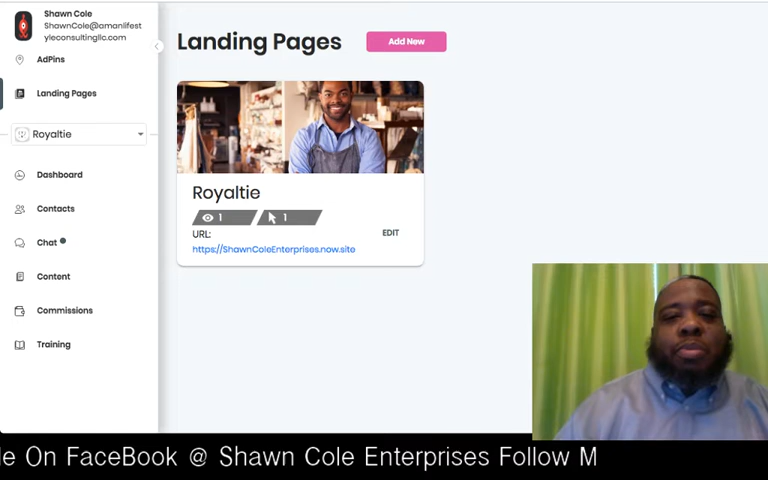 Shawn Cole
ShawnCole@amanlifest
yleconsultingllc.com
AdPins
Landing Pages
Royaltie
Dashboard
Contacts
Chat
Content
Commissions
Training
Landing Pages
Add New
Royaltie
1
1
URL:
EDIT
https://ShawnColeEnterprises.now.site
le On FaceBook @ Shawn Cole Enterprises Follow M